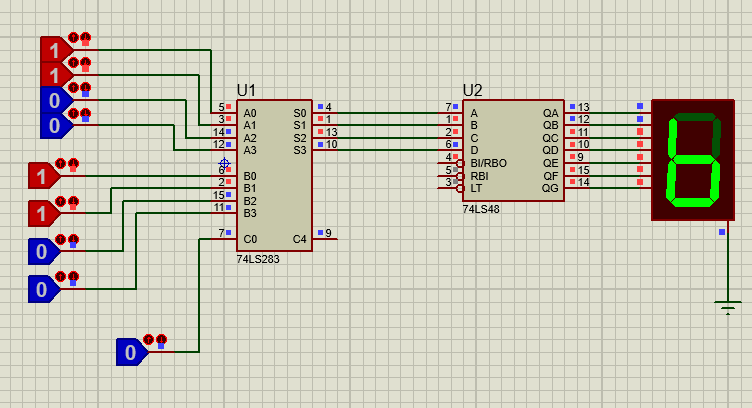 1
1
0
0
1
1
0
0
0
U1
5 A0 S0 4
3 A1 S1 1
14 A2 S2 13
12 A3 S3 10
6 B0
2 B1
15 B2
11 B3
7 C0 C4 9
74LS283
U2
7 A QA 13
1 B QB 12
2 C QC 11
6 D QD 10
4 BI/RBO QE 9
5 RBI QF 15
3 LT QG 14
74LS48
6